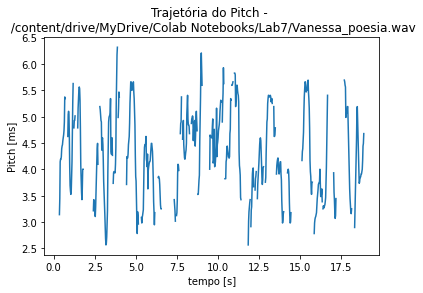 Trajetória do Pitch -
/content/drive/MyDrive/Colab Notebooks/Lab7/Vanessa_poesia.wav
6.5
6.0
5.5
5.0
4.5
4.0
3.5
3.0
2.5
Pitch [ms]
0.0 2.5 5.0 7.5 10.0 12.5 15.0 17.5
tempo [s]